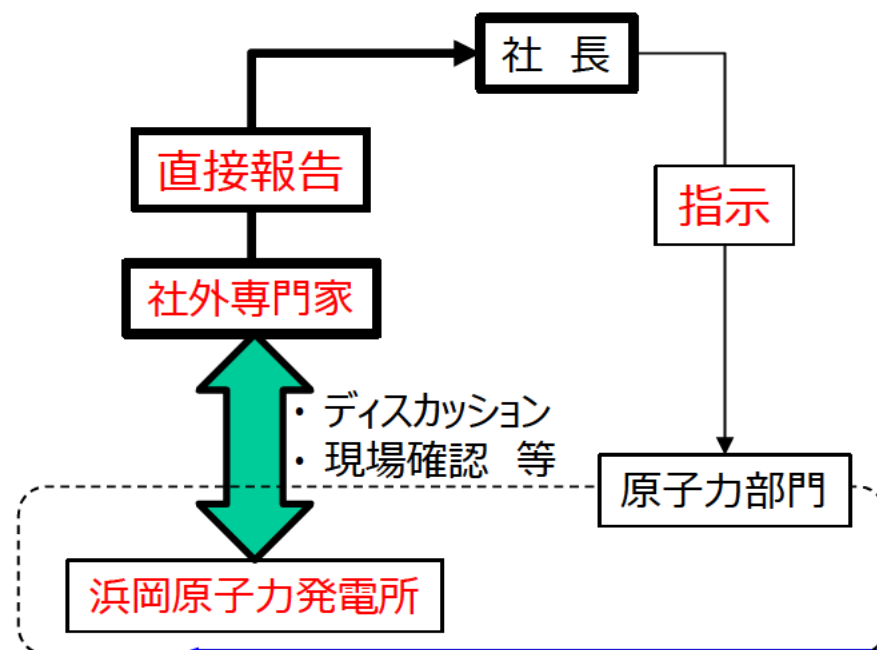 社 長
直接報告
指示
社外専門家
・ ディスカッション
・ 現場確認 等
原子力部門
浜岡原子力発電所